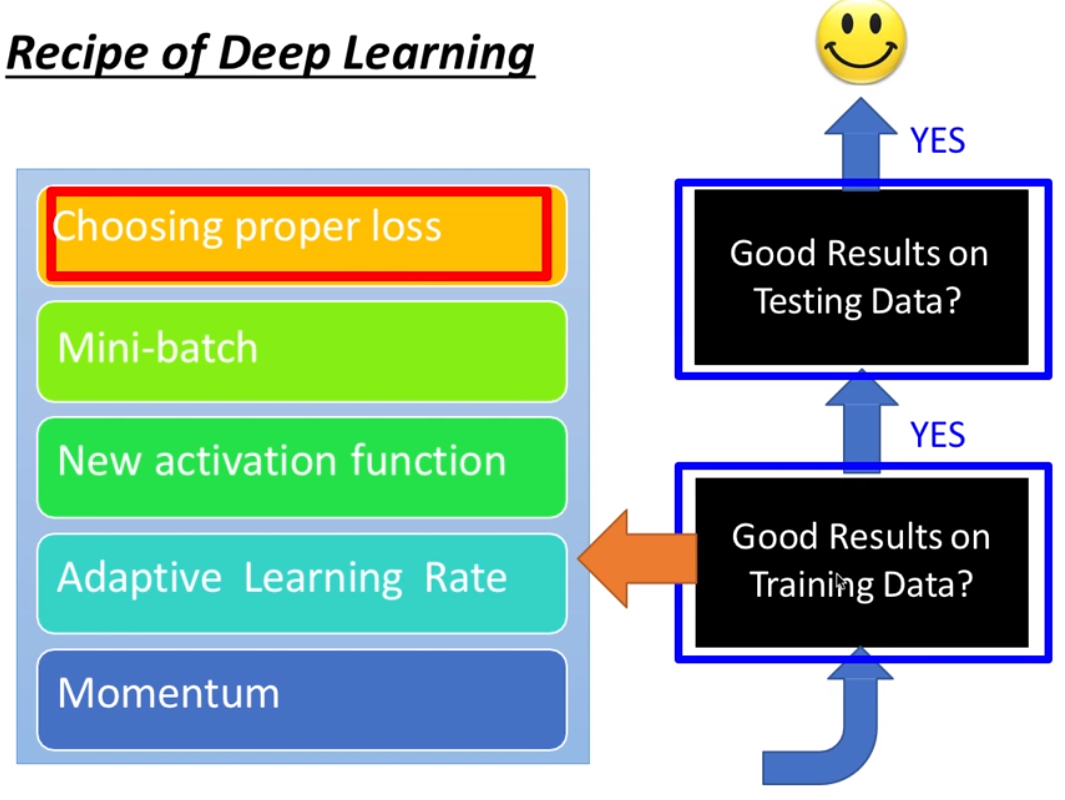 Recipe of Deep Learning
Choosing proper loss
Mini-batch
New activation function
Adaptive Learning Rate
Momentum
YES
Good Results on
Testing Data?
YES
Good Results on
Training Data?